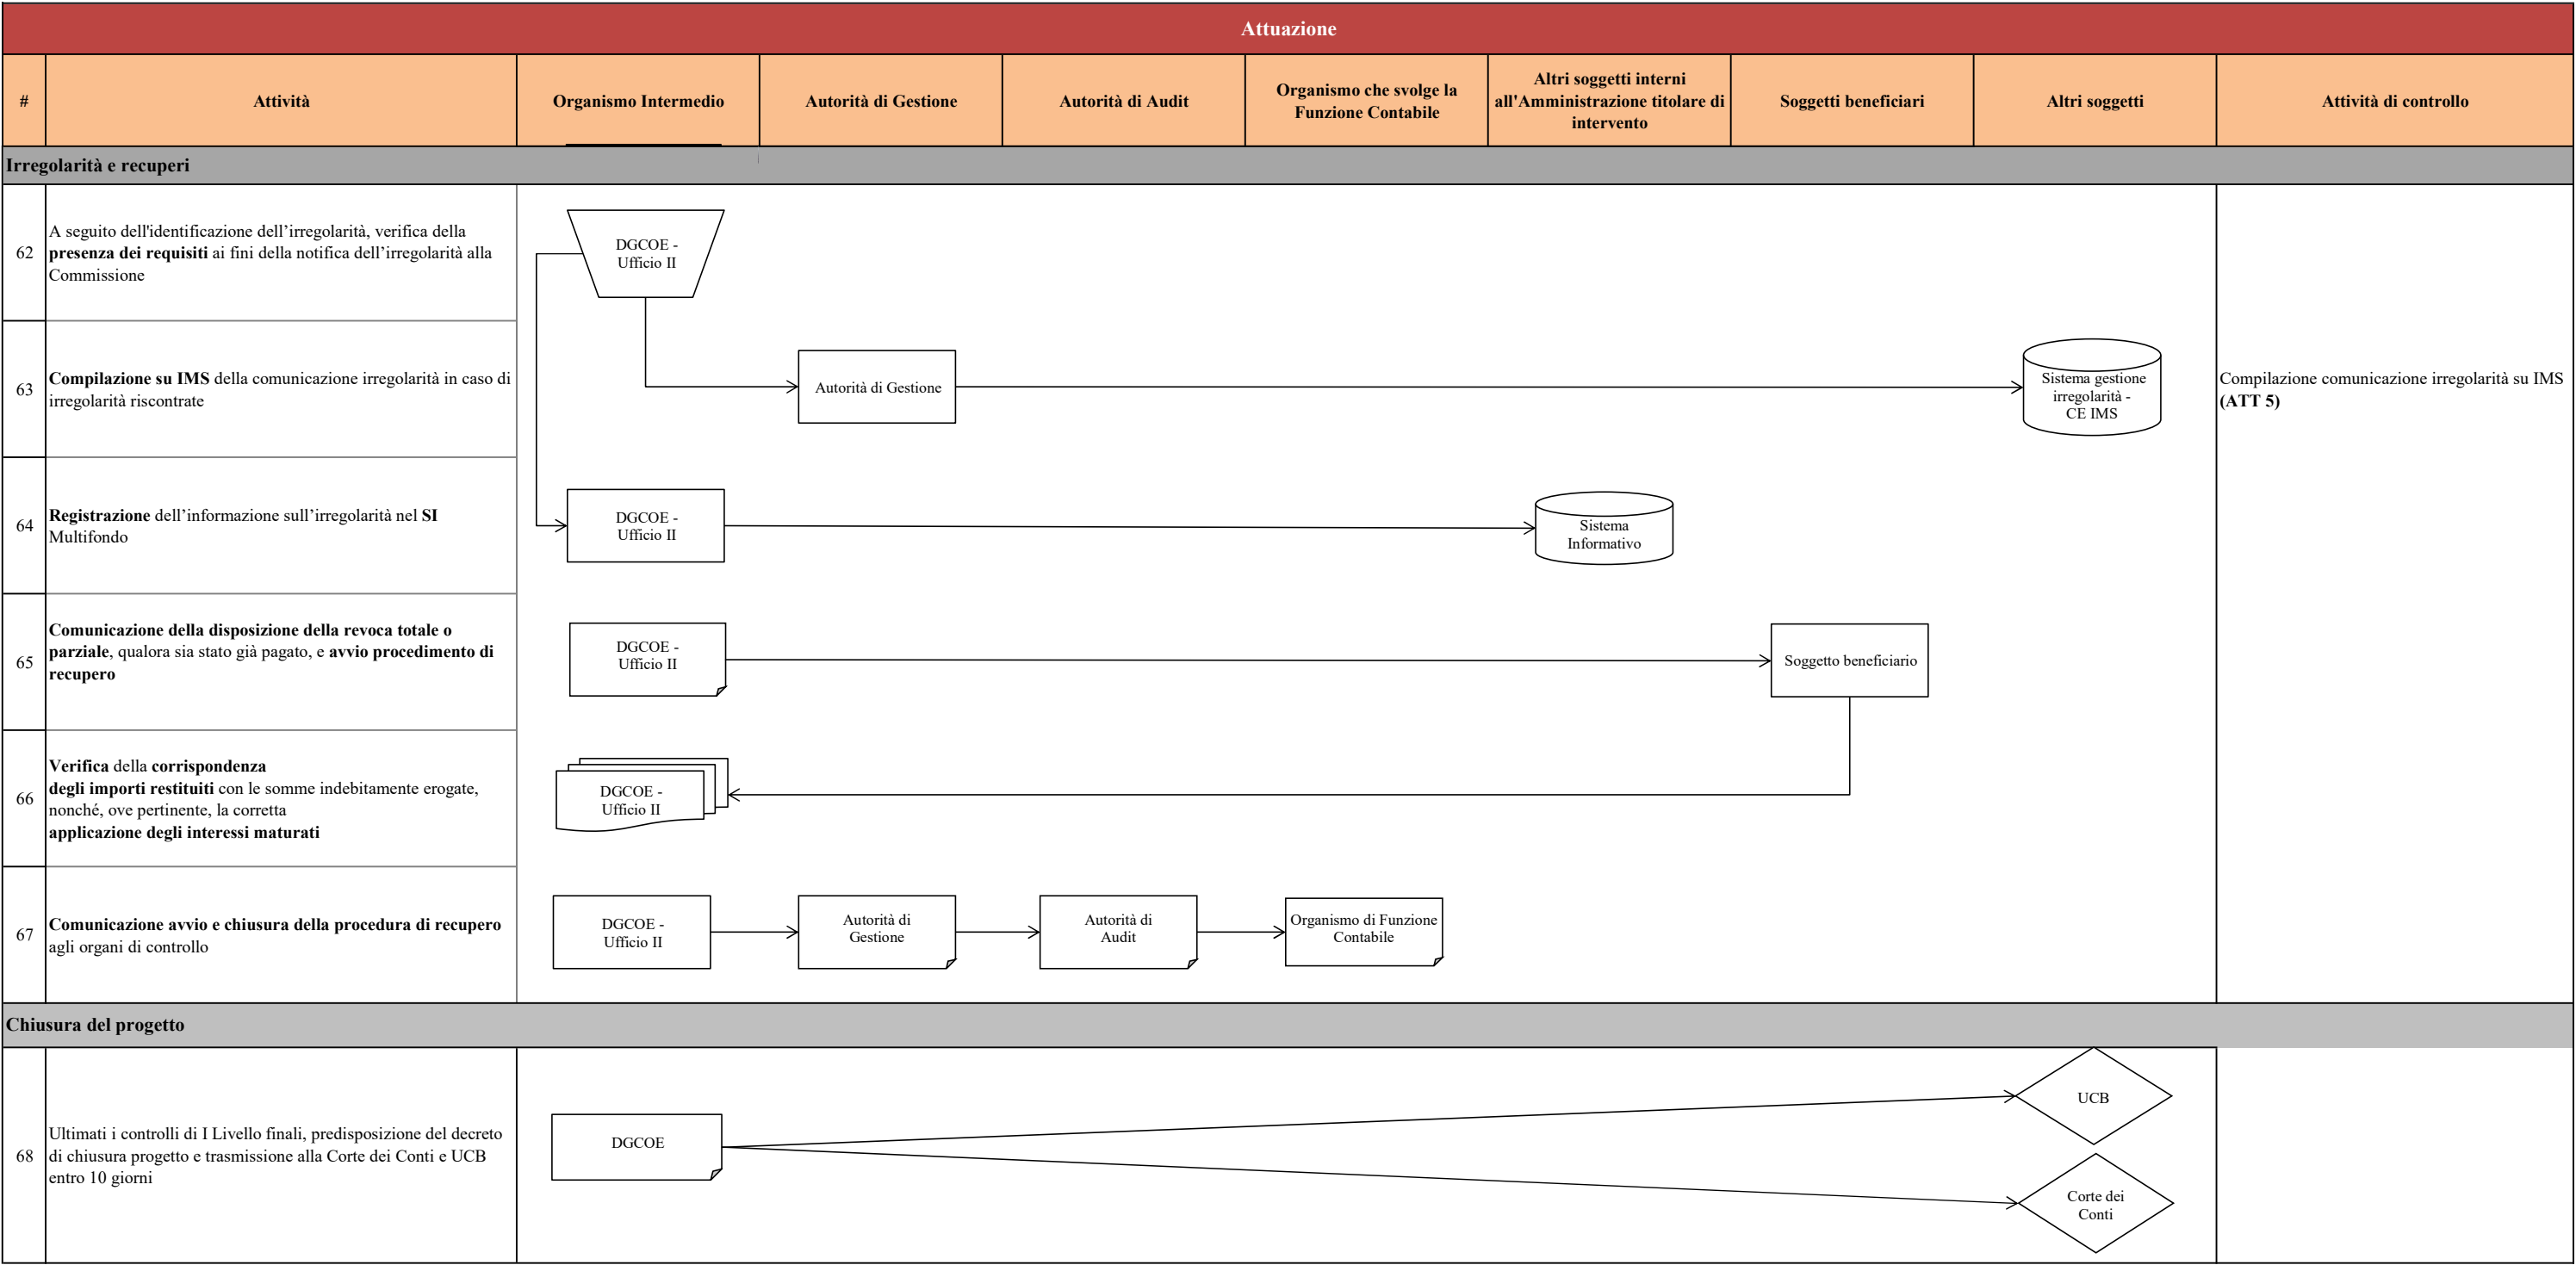 Attuazione
#
Attività
Organismo Intermedio
Autorità di Gestione
Autorità di Audit
Organismo che svolge la
Funzione Contabile
Altri soggetti interni
all'Amministrazione titolare di
intervento
Soggetti beneficiari
Altri soggetti
Attività di controllo
Irregolarità e recuperi
62
A seguito dell'identificazione dell’irregolarità, verifica della
presenza dei requisiti ai fini della notifica dell’irregolarità alla
Commissione
DGCOE -
Ufficio II
63
Compilazione su IMS della comunicazione irregolarità in caso di
irregolarità riscontrate
Autorità di Gestione
Sistema gestione
irregolarità -
CE IMS
Compilazione comunicazione irregolarità su IMS
(ATT 5)
64
Registrazione dell’informazione sull’irregolarità nel SI
Multifondo
DGCOE -
Ufficio II
Sistema
Informativo
65
Comunicazione della disposizione della revoca totale o
parziale, qualora sia stato già pagato, e avvio procedimento di
recupero
DGCOE -
Ufficio II
Soggetto beneficiario
66
Verifica della corrispondenza
degli importi restituiti con le somme indebitamente erogate,
nonché, ove pertinente, la corretta
applicazione degli interessi maturati
DGCOE -
Ufficio II
67
Comunicazione avvio e chiusura della procedura di recupero
agli organi di controllo
DGCOE -
Ufficio II
Autorità di
Gestione
Autorità di
Audit
Organismo di Funzione
Contabile
Chiusura del progetto
68
Ultimati i controlli di I Livello finali, predisposizione del decreto
di chiusura progetto e trasmissione alla Corte dei Conti e UCB
entro 10 giorni
DGCOE
UCB
Corte dei
Conti